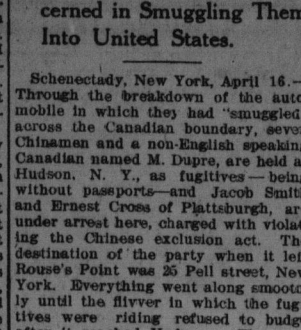 cerned in Smuggling Them
Into United States.
Schenectady, New York, April 16.—
Through the breakdown of the auto
mobile in which they had "smuggled
across the Canadian boundary, seve
Chinamen and a non-English speakin
Canadian named M. Dupre, are held a
Hudson, N. Y., as fugitives—bein
without passports—and Jacob Smit
and Ernest Cross of Plattsburgh, ar
under arrest here, charged with violat
ing the Chinese exclusion act. Th
destination of the party when it lef
Rouse's Point was 25 Pell street, New
York. Everything went along smooth
ly until the flivver in which the fug
tives were riding refused to budg